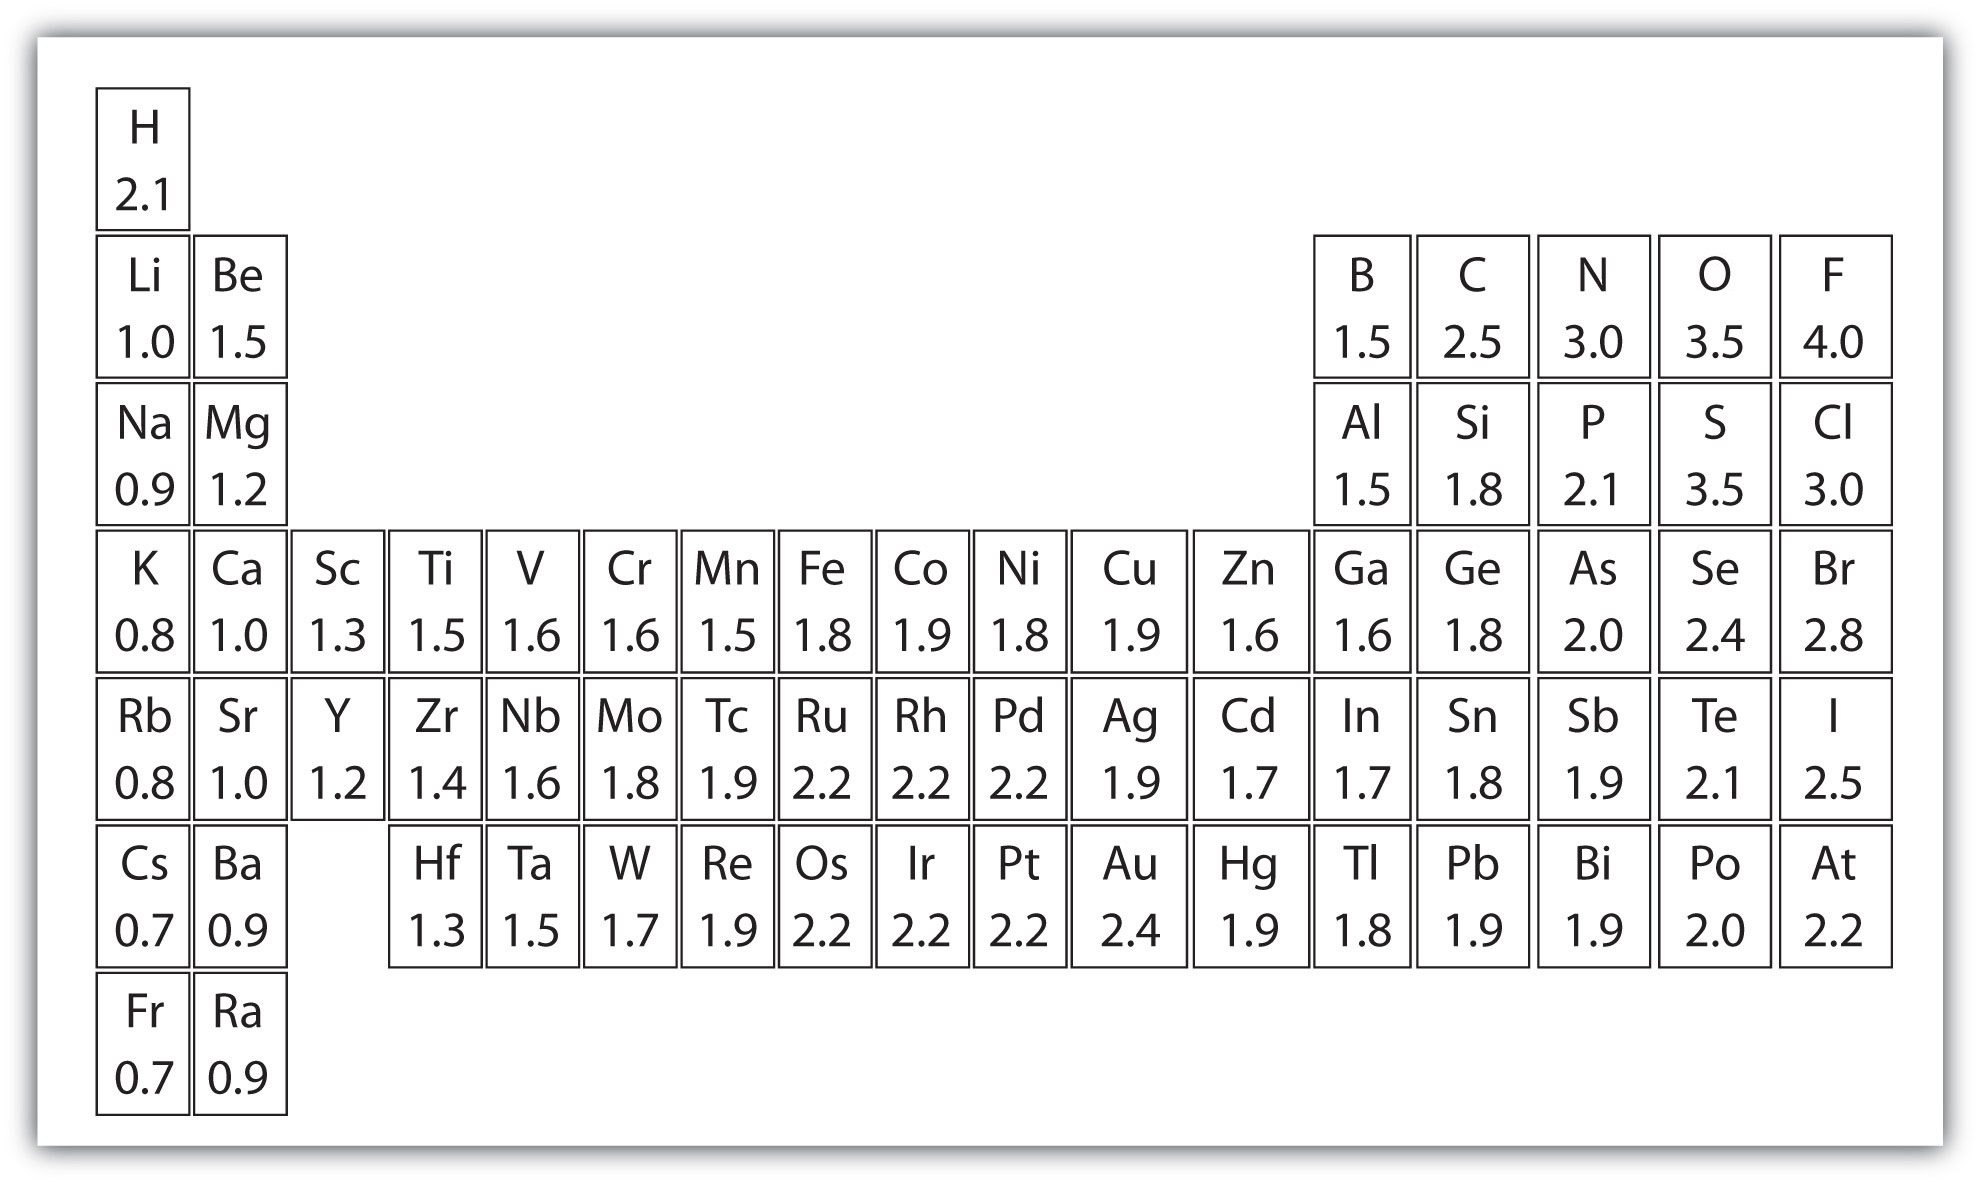 H
2.1
Li Be B C N O F
1.0 1.5 1.5 2.5 3.0 3.5 4.0
Na Mg Al Si P S Cl
0.9 1.2 1.5 1.8 2.1 3.5 3.0
K Ca Sc Ti V Cr Mn Fe Co Ni Cu Zn Ga Ge As Se Br
0.8 1.0 1.3 1.5 1.6 1.6 1.5 1.8 1.9 1.8 1.9 1.6 1.6 1.8 2.0 2.4 2.8
Rb Sr Y Zr Nb Mo Tc Ru Rh Pd Ag Cd In Sn Sb Te I
0.8 1.0 1.2 1.4 1.6 1.8 1.9 2.2 2.2 2.2 1.9 1.7 1.7 1.8 1.9 2.1 2.5
Cs Ba Hf Ta W Re Os Ir Pt Au Hg Tl Pb Bi Po At
0.7 0.9 1.3 1.5 1.7 1.9 2.2 2.2 2.2 2.4 1.9 1.8 1.9 1.9 2.0 2.2
Fr Ra
0.7 0.9